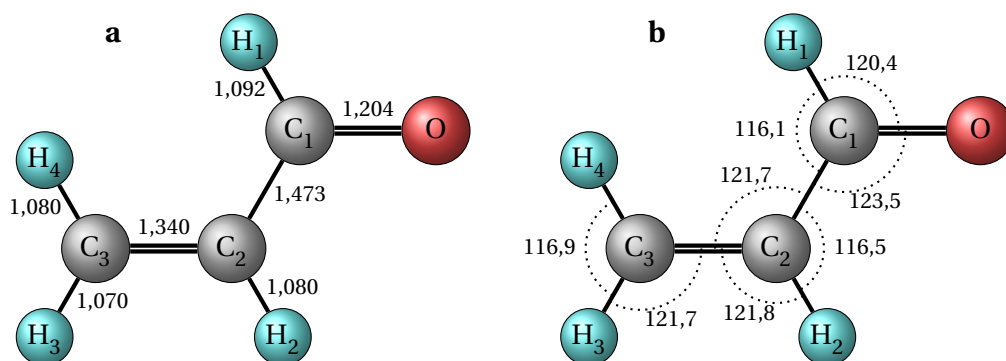 a
H1
1,092
1,204
C1
O
H4
1,080
1,340
1,473
C3
C2
1,070
1,080
H3
H2
b
H1
120,4
116,1
C1
O
H4
121,7
123,5
116,9
C3
C2
116,5
H3
121,7
121,8
H2